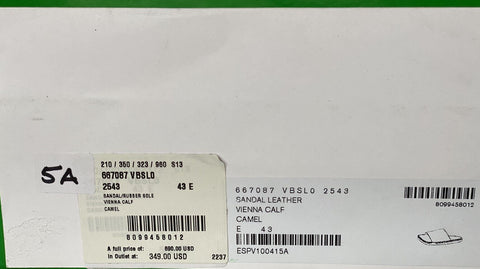 5A
210 / 350 / 323 / 960 S13
667087 VBSL0
2543 43 E
SANDAL/RUBBER SOLE
VIENNA CALF
CAMEL
8099458012
A full price of: 690.00 USD
In Outlet at: 349.00 USD 2237
667087 VBSL0 2543
SANDAL LEATHER
VIENNA CALF
CAMEL
E 43
ESPV100415A
8099458012